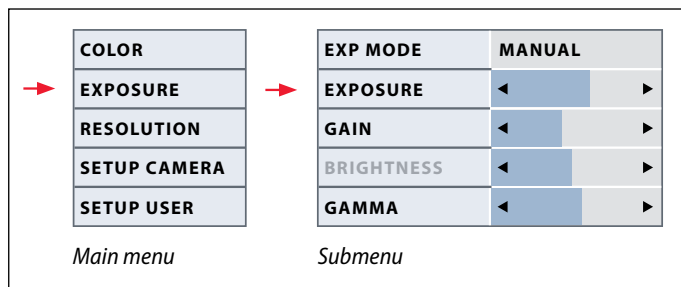 COLOR
EXPOSURE
RESOLUTION
SETUP CAMERA
SETUP USER
Main menu
EXP MODE MANUAL
EXPOSURE
GAIN
BRIGHTNESS
GAMMA
Submenu